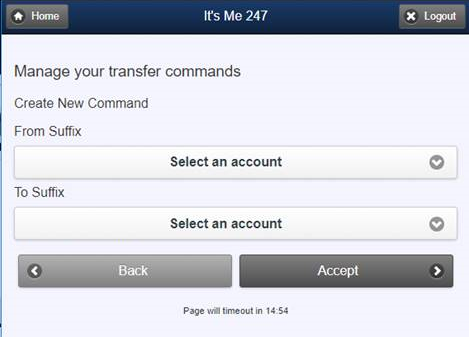 Home
It's Me 247
Logout
Manage your transfer commands
Create New Command
From Suffix
Select an account
To Suffix
Select an account
Back
Accept
Page will timeout in 14:54